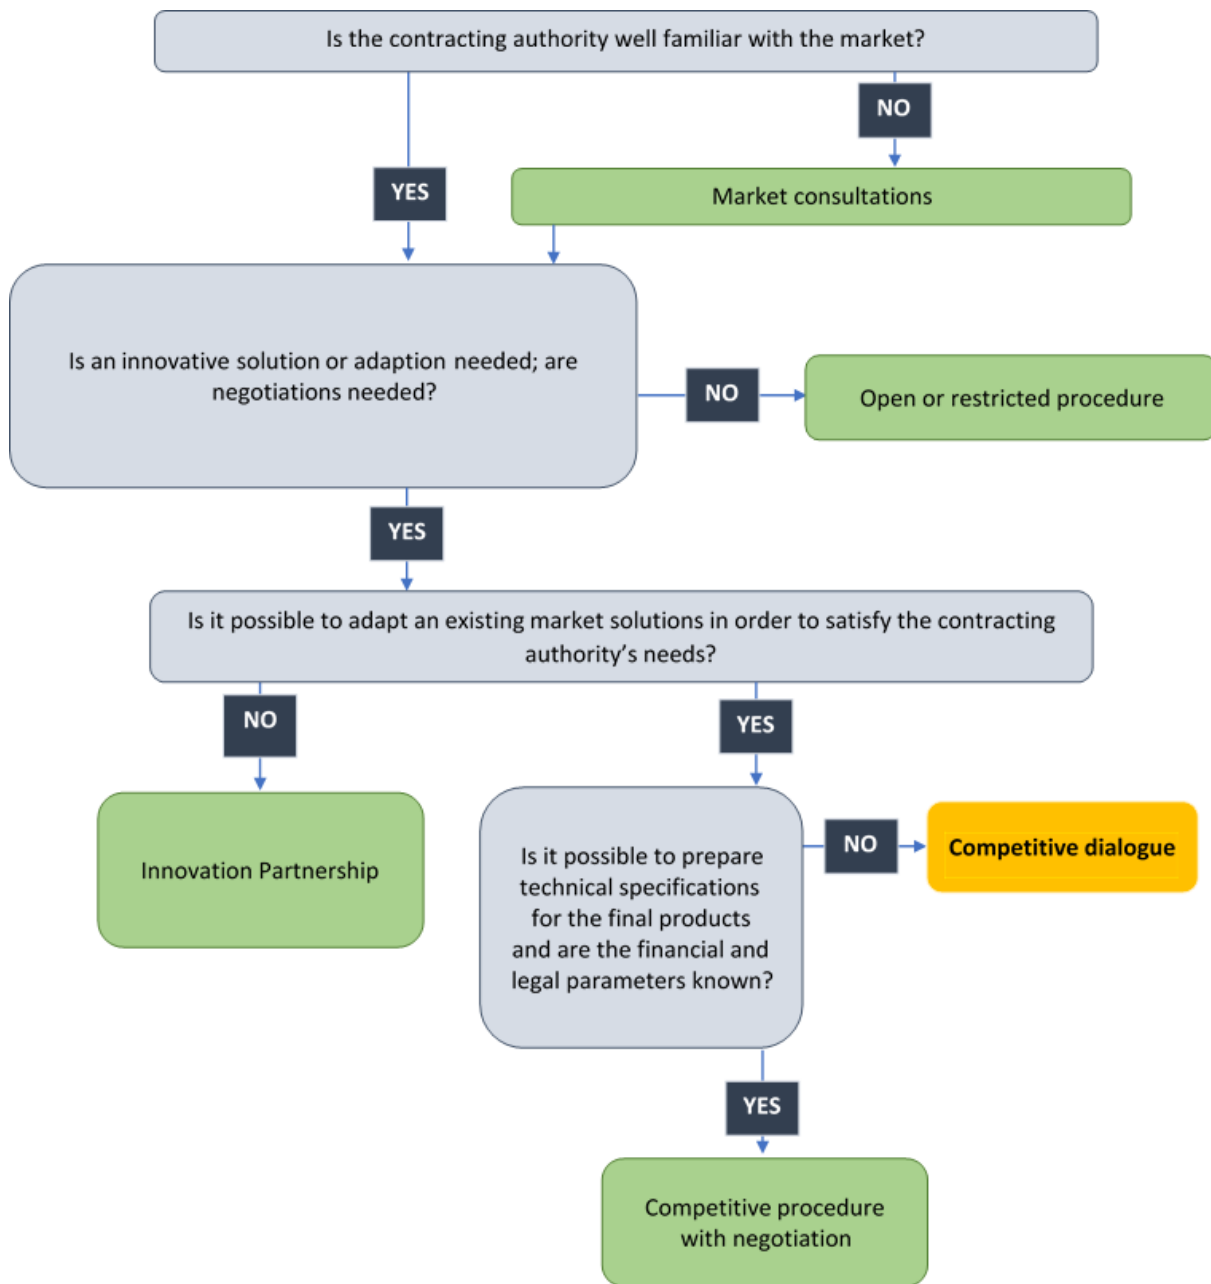 Is the contracting authority well familiar with the market?
NO
YES
Market consultations
Is an innovative solution or adaption needed; are
negotiations needed?
NO
Open or restricted procedure
YES
Is it possible to adapt an existing market solutions in order to satisfy the contracting
authority’s needs?
NO
YES
Innovation Partnership
Is it possible to prepare
technical specifications
for the final products
and are the financial and
legal parameters known?
NO
Competitive dialogue
YES
Competitive procedure
with negotiation